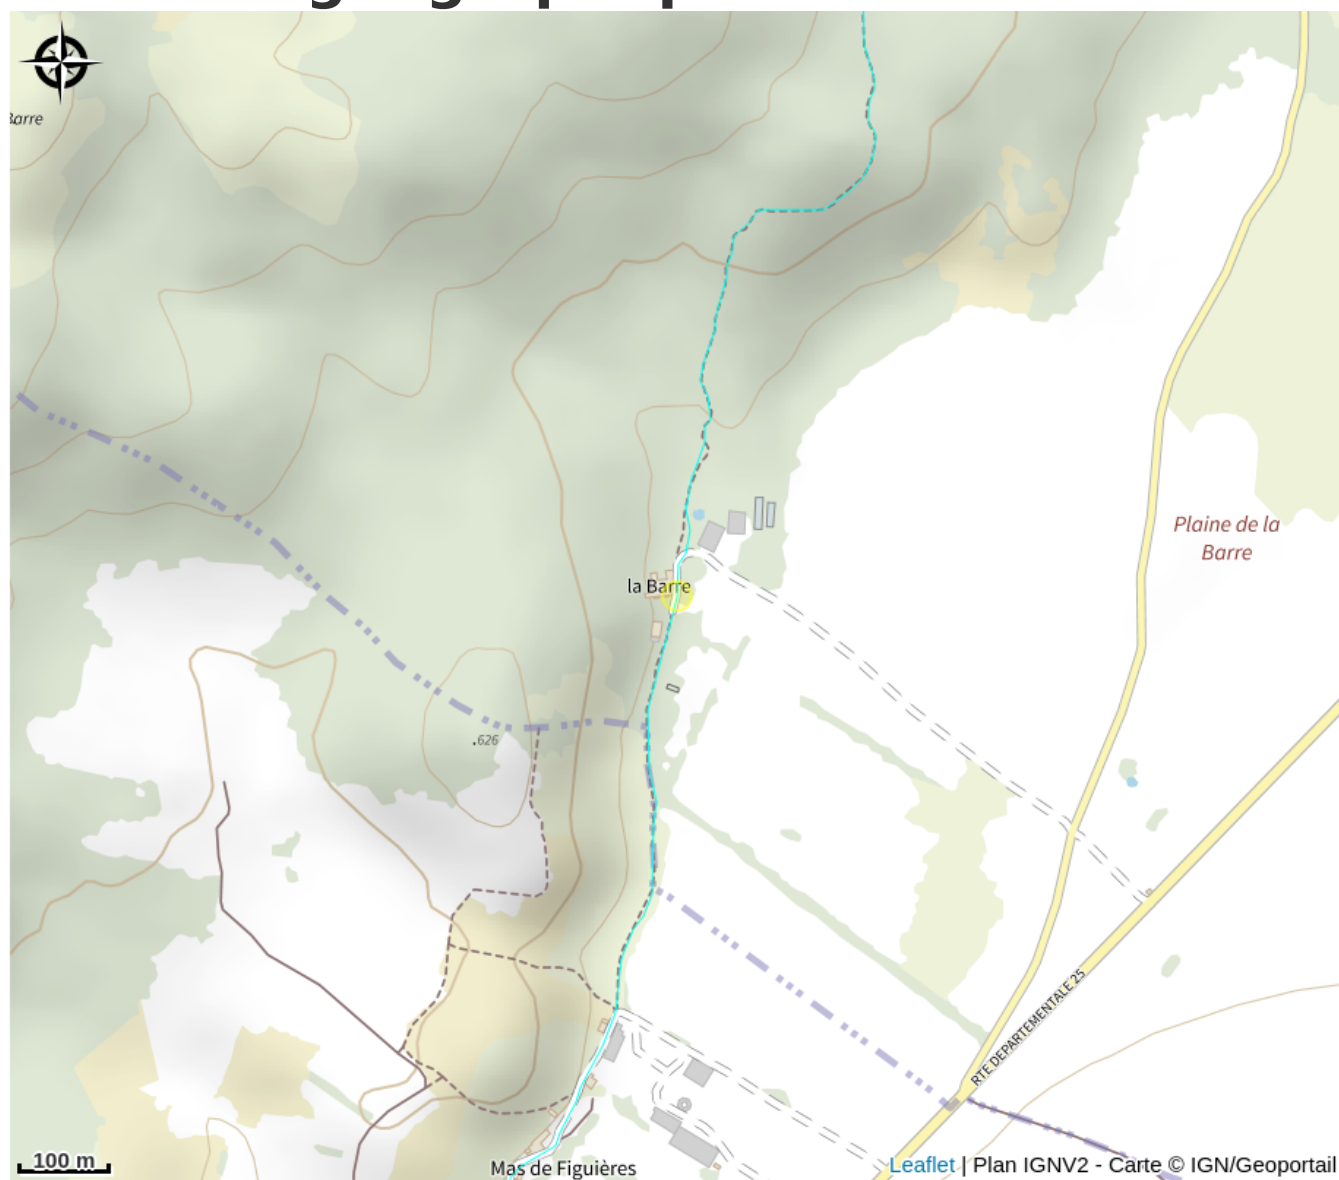 Barre
la Barre
Plaine de la
Barre
.626
RTE DEPARTEMENTALE 25
100 m
Mas de Figuières
Leaflet | Plan IGNV2 - Carte © IGN/Geoportail